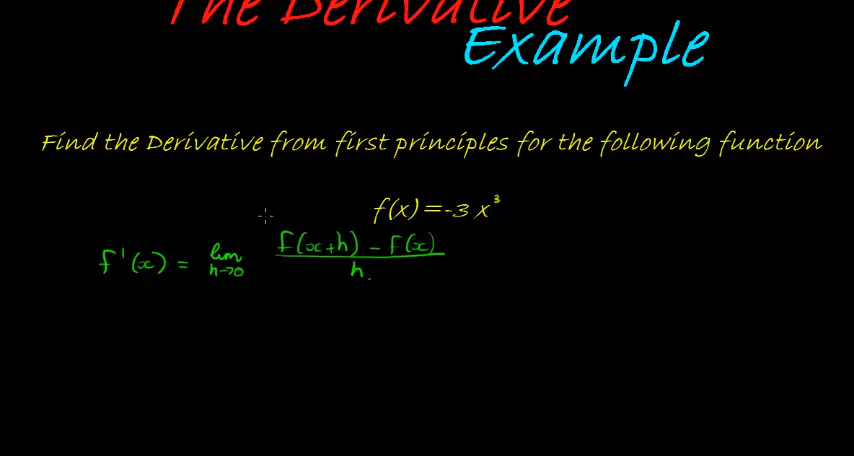 The Derivative
Example
Find the Derivative from first principles for the following function
f(x)=-3 x³
f'(x) = lim h→0 f(x+h) - f(x)
h.